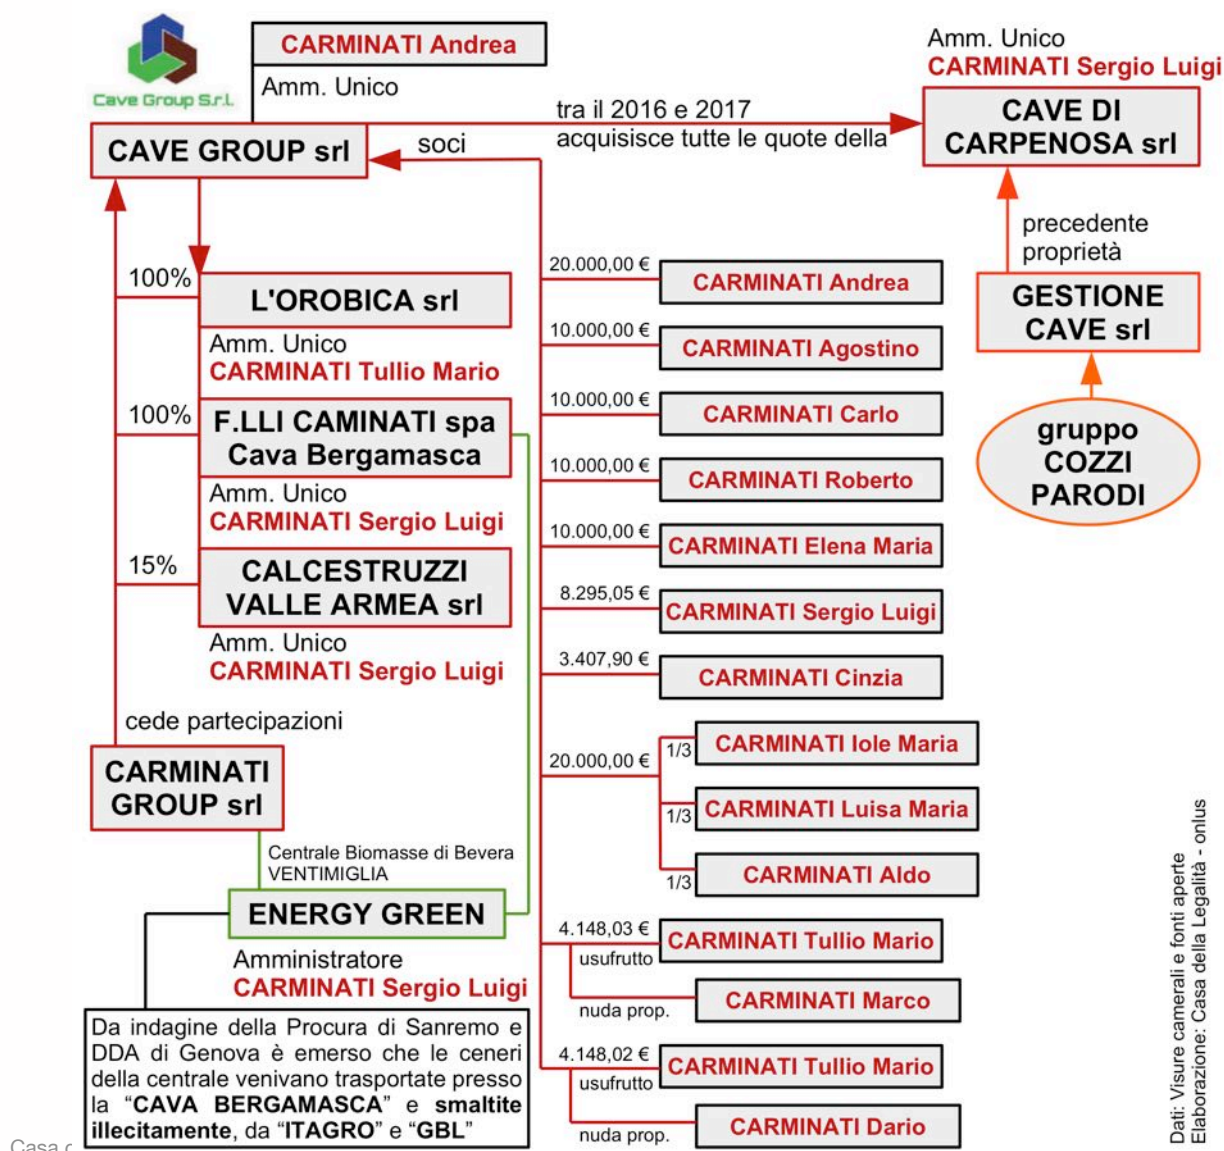 Cave Group S.r.l.
CARMINATI Andrea
Amm. Unico
CAVE GROUP srl
soci
tra il 2016 e 2017
acquisisce tutte le quote della
Amm. Unico
CARMINATI Sergio Luigi
CAVE DI
CARPENOSA srl
precedente
proprietà
GESTIONE
CAVE srl
gruppo
COZZI
PARODI
100%
L'OROBICA srl
Amm. Unico
CARMINATI Tullio Mario
100%
F.LLI CAMINATI spa
Cava Bergamasca
Amm. Unico
CARMINATI Sergio Luigi
15%
CALCESTRUZZI
VALLE ARMEA srl
Amm. Unico
CARMINATI Sergio Luigi
cede partecipazioni
CARMINATI
GROUP srl
Centrale Biomasse di Bevera
VENTIMIGLIA
ENERGY GREEN
Amministratore
CARMINATI Sergio Luigi
Da indagine della Procura di Sanremo e
DDA di Genova è emerso che le ceneri
della centrale venivano trasportate presso
la “CAVA BERGAMASCA” e smaltite
illecitamente, da “ITAGRO” e “GBL”
20.000,00 €
CARMINATI Andrea
10.000,00 €
CARMINATI Agostino
10.000,00 €
CARMINATI Carlo
10.000,00 €
CARMINATI Roberto
10.000,00 €
CARMINATI Elena Maria
8.295,05 €
CARMINATI Sergio Luigi
3.407,90 €
CARMINATI Cinzia
20.000,00 €
1/3
CARMINATI Iole Maria
1/3
CARMINATI Luisa Maria
1/3
CARMINATI Aldo
4.148,03 €
usufrutto
CARMINATI Tullio Mario
nuda prop.
CARMINATI Marco
4.148,02 €
usufrutto
CARMINATI Tullio Mario
nuda prop.
CARMINATI Dario
Dati: Visure camerali e fonti aperte
Elaborazione: Casa della Legalità - onlus
Casa